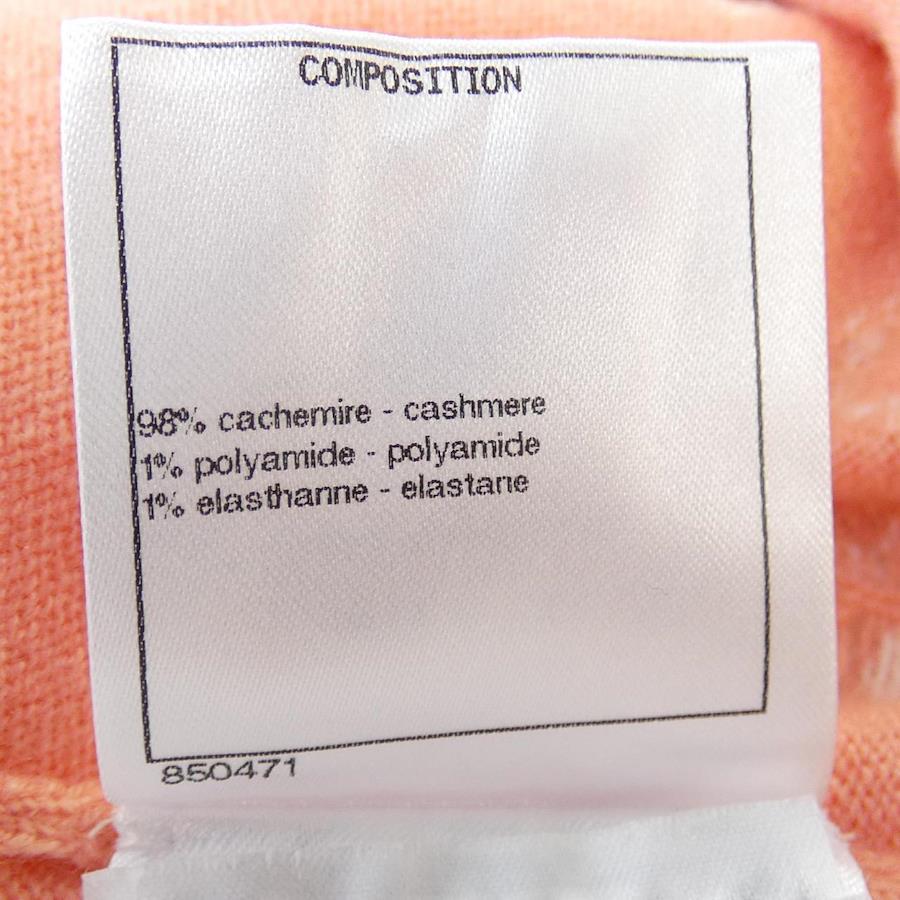 COMPOSITION
98% cachemire - cashmere
1% polyamide - polyamide
1% elasthanne - elastane
850471